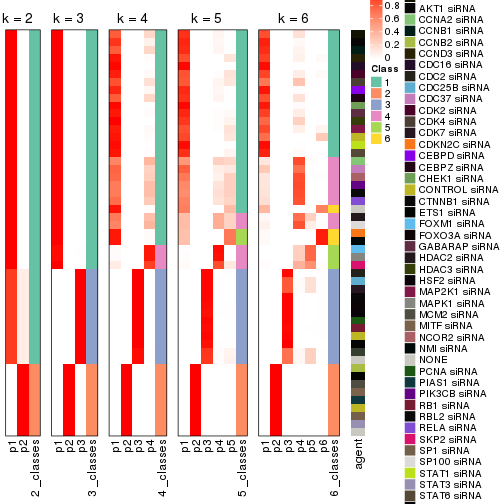 k = 2
k = 3
k = 4
k = 5
k = 6
0.8
0.6
0.4
0.2
0
Class
1
2
3
4
5
6
p1
p2
2_classes
p1
p2
p3
3_classes
p1
p2
p3
p4
4_classes
p1
p2
p3
p4
p5
5_classes
p1
p2
p3
p4
p5
p6
6_classes
agent
AKT1 siRNA
CCNA2 siRNA
CCNB1 siRNA
CCNB2 siRNA
CCND3 siRNA
CDC16 siRNA
CDC2 siRNA
CDC25B siRNA
CDC37 siRNA
CDK2 siRNA
CDK4 siRNA
CDK7 siRNA
CDKN2C siRNA
CEBPD siRNA
CEBPZ siRNA
CHEK1 siRNA
CONTROL siRNA
CTNNB1 siRNA
ETS1 siRNA
FOXM1 siRNA
FOXO3A siRNA
GABARAP siRNA
HDAC2 siRNA
HDAC3 siRNA
HSF2 siRNA
MAP2K1 siRNA
MAPK1 siRNA
MCM2 siRNA
MITF siRNA
NCOR2 siRNA
NMI siRNA
NONE
PCNA siRNA
PIAS1 siRNA
PIK3CB siRNA
RB1 siRNA
RBL2 siRNA
RELA siRNA
SKP2 siRNA
SP1 siRNA
SP100 siRNA
STAT1 siRNA
STAT3 siRNA
STAT6 siRNA